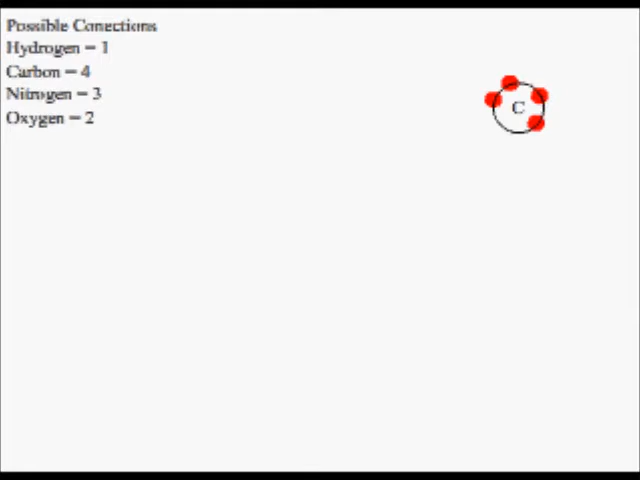 Possible Conections
Hydrogen = 1
Carbon = 4
Nitrogen = 3
Oxygen = 2
C